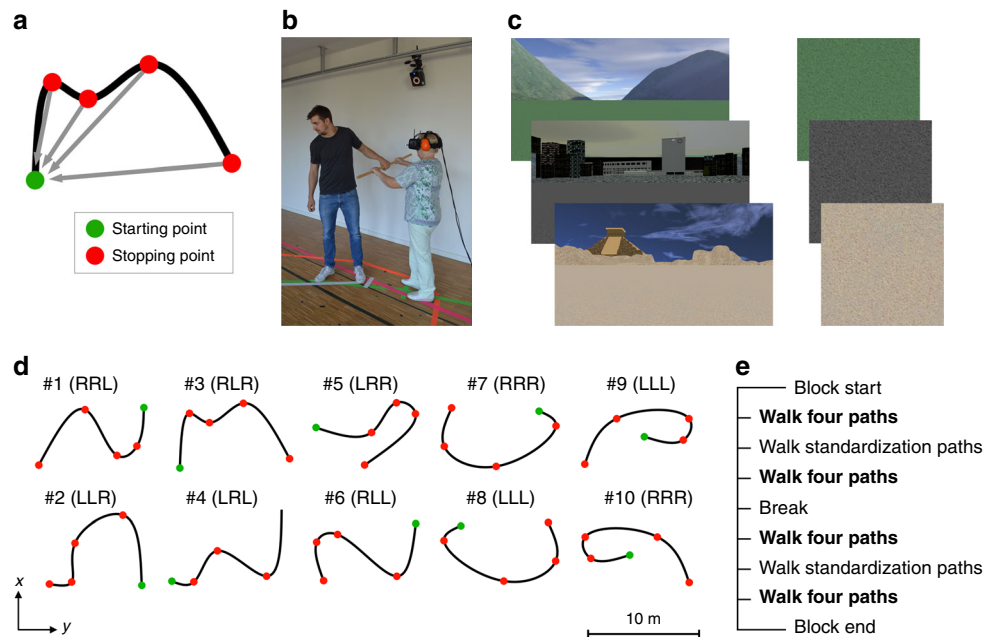 a
b
c
Starting point
Stopping point
d
#1 (RRL)
#3 (RLR)
#5 (LRR)
#7 (RRR)
#9 (LLL)
#2 (LLR)
#4 (LRL)
#6 (RLL)
#8 (LLL)
#10 (RRR)
x
y
10 m
e
Block start
Walk four paths
Walk standardization paths
Walk four paths
Break
Walk four paths
Walk standardization paths
Walk four paths
Block end